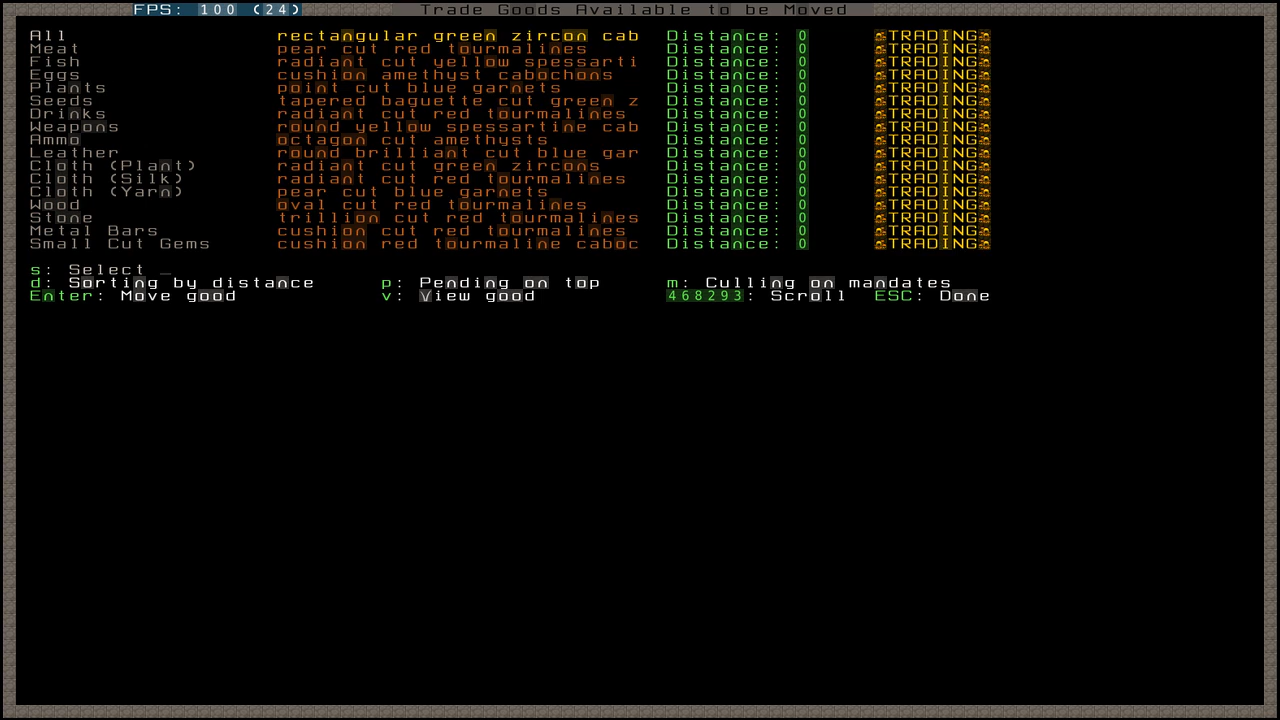 FPS: 100 (24) Trade Goods Available to be Moved
All rectangular green zircon cab Distance: 0 TRADING
Meat pear cut red tourmalines Distance: 0 TRADING
Fish radiant cut yellow spessarti Distance: 0 TRADING
Eggs cushion amethyst cabochons Distance: 0 TRADING
Plants point cut blue garnets Distance: 0 TRADING
Seeds tapered baguette cut green z Distance: 0 TRADING
Drinks radiant cut red tourmalines Distance: 0 TRADING
Weapons round yellow spessartine cab Distance: 0 TRADING
Ammo octagon cut amethysts Distance: 0 TRADING
Leather round brilliant cut blue gar Distance: 0 TRADING
Cloth (Plant) radiant cut green zircons Distance: 0 TRADING
Cloth (Silk) radiant cut red tourmalines Distance: 0 TRADING
Cloth (Yarn) pear cut blue garnets Distance: 0 TRADING
Wood oval cut red tourmalines Distance: 0 TRADING
Stone trillion cut red tourmalines Distance: 0 TRADING
Metal Bars cushion cut red tourmalines Distance: 0 TRADING
Small Cut Gems cushion red tourmaline caboc Distance: 0 TRADING
s: Select _
d: Sorting by distance p: Pending on top m: Culling on mandates
Enter: Move good v: View good 468293: Scroll ESC: Done